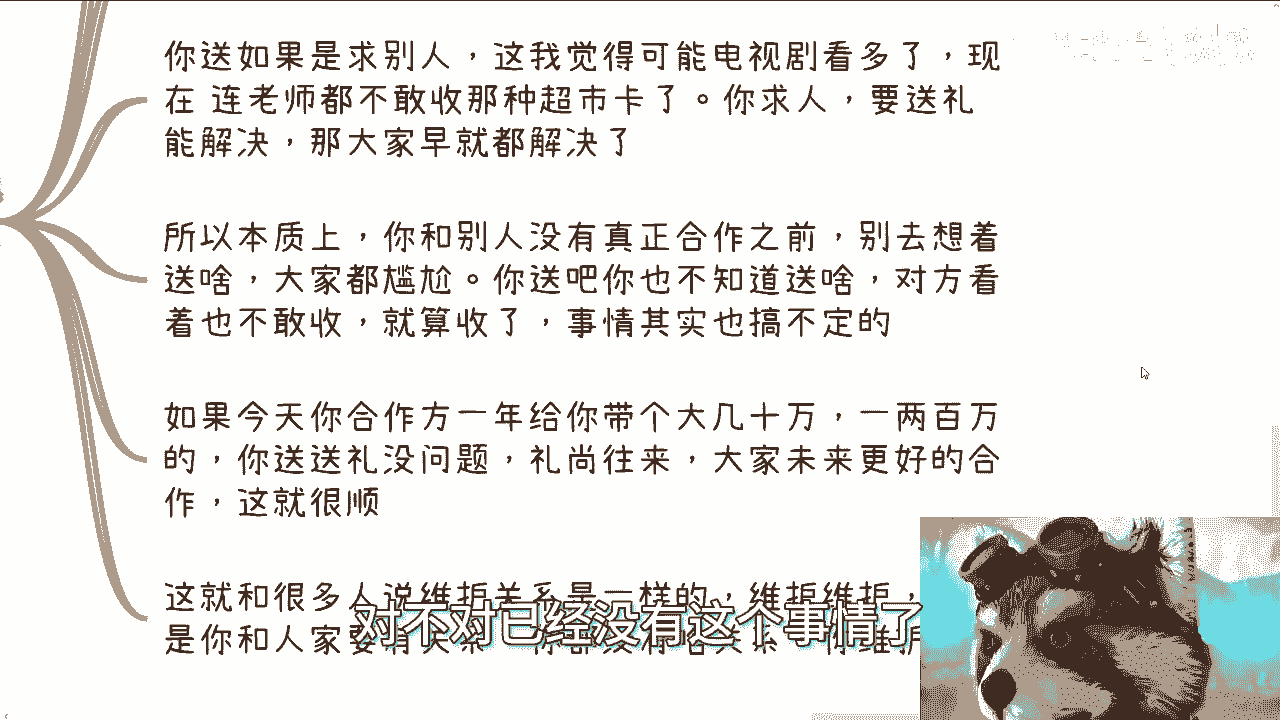 你送如果是求别人，这我觉得可能电视剧看多了，现
在 连老师都不敢收那种超市卡了。你求人，要送礼
能解决，那大家早就都解决了
所以本质上，你和别人没有真正合作之前，别去想着
送啥，大家都尴尬。你送吧你也不知道送啥，对方看
着也不敢收，就算收了，事情其实也搞不定的
如果今天你合作方一年给你带个大几十万，一两百万
的，你送送礼没问题，礼尚往来，大家未来更好的合
作，这就很顺
这就和很多人说维护关系是一样的，维护维护，
是你和人家要有关系
对不对已经没有这个事情了